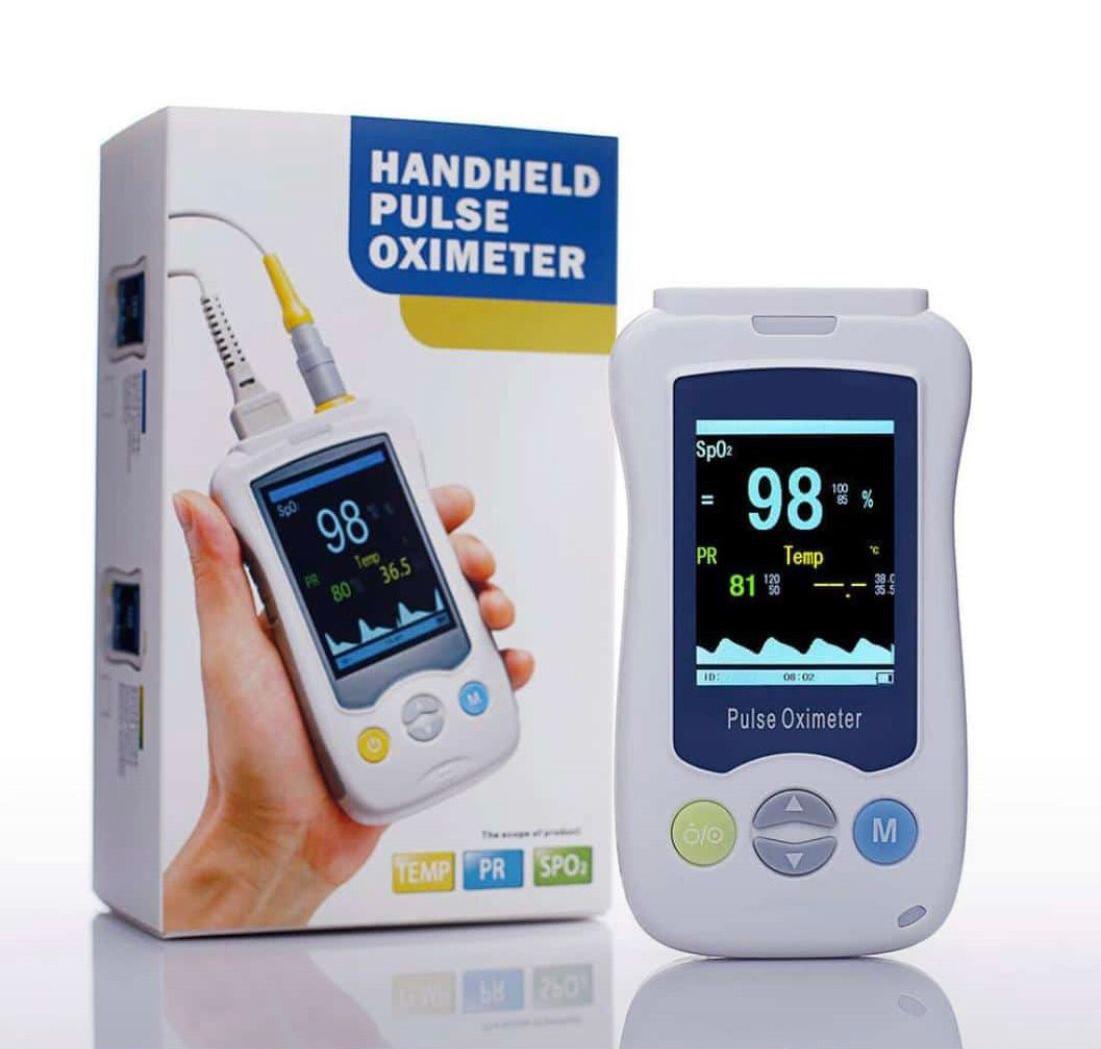 HANDHELD
PULSE
OXIMETER
SpO₂
98
Temp
PR
80
36.5
M
The scope of product
TEMP PR SPO₂
SpO₂
= 98 100 85 %
PR Temp °C
81 120 50 --.- 38.0 35.5
ID: 08:02
Pulse Oximeter
M